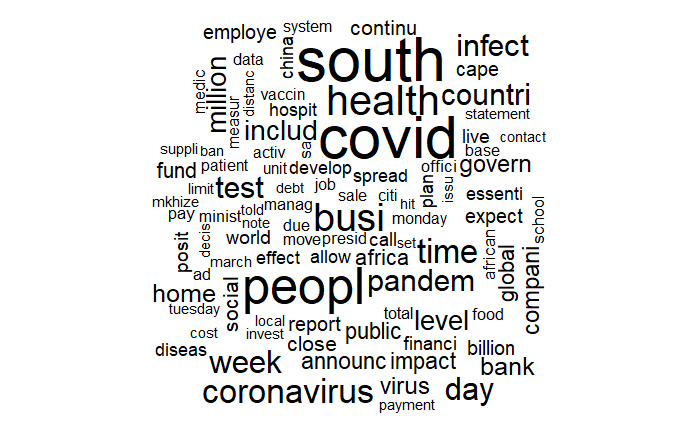 employe system continu
south infect
medic data china cape
million distanc vaccin health countri
measur hospit statement
includ sa covid live contact
suppli ban activ base
fund patient unit develop offici govern
limit test debt job spread plan issu
mkhize manag sale citi hit essenti
pay minist told note due busi monday expect school
posit decis world move presid call set african
march effect allow africa time
ad social peopl pandem global compani
home
tuesday local report total level food
cost invest public
diseas close financi billion
week announc impact bank
coronavirus virus day
payment